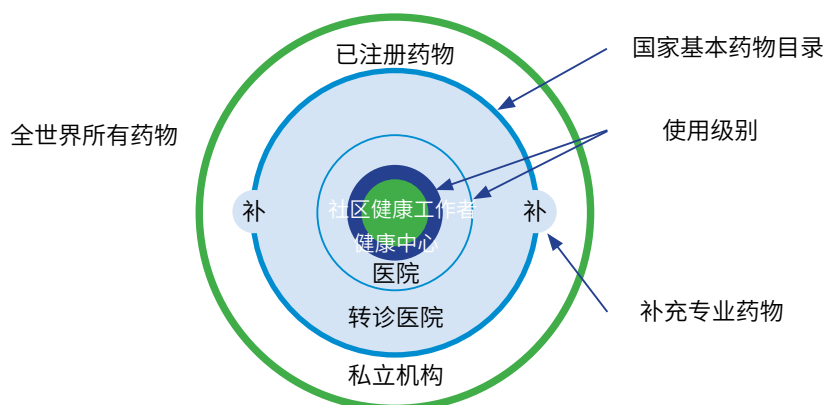 国家基本药物目录
已注册药物
使用级别
全世界所有药物
补
社区健康工作者
补
健康中心
医院
补充专业药物
转诊医院
私立机构